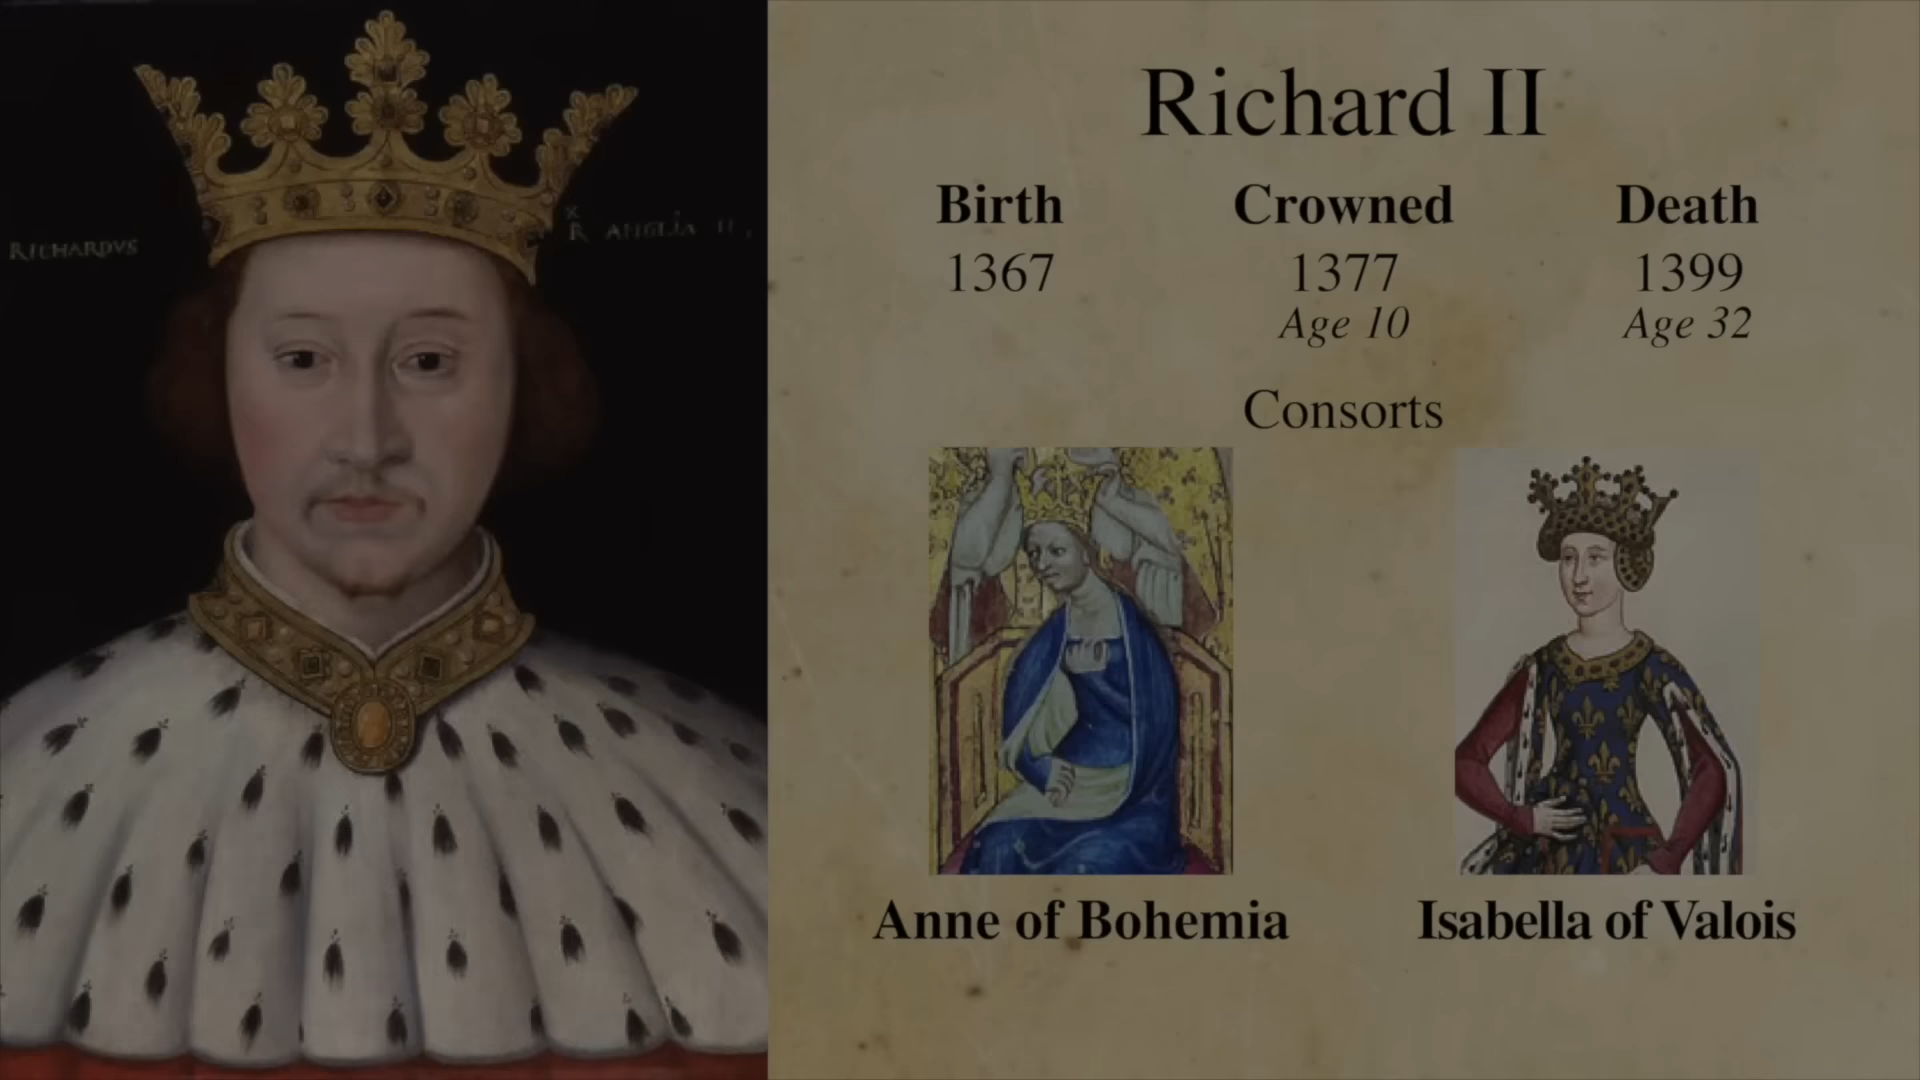 RICHARDVS
R ANGLIA II
Richard II
Birth Crowned Death
1367 1377 1399
Age 10 Age 32
Consorts
Anne of Bohemia Isabella of Valois